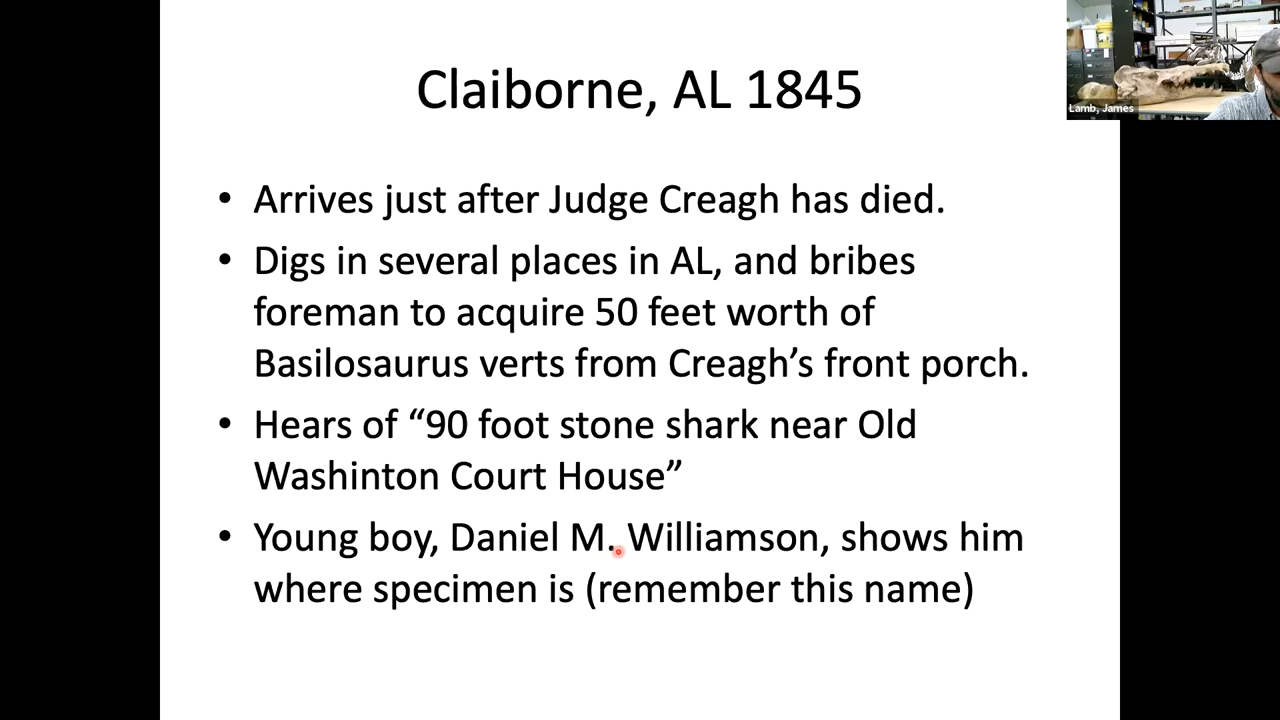 Claiborne, AL 1845
Lamb, James
• Arrives just after Judge Creagh has died.
• Digs in several places in AL, and bribes
foreman to acquire 50 feet worth of
Basilosaurus verts from Creagh’s front porch.
• Hears of “90 foot stone shark near Old
Washinton Court House”
• Young boy, Daniel M. Williamson, shows him
where specimen is (remember this name)